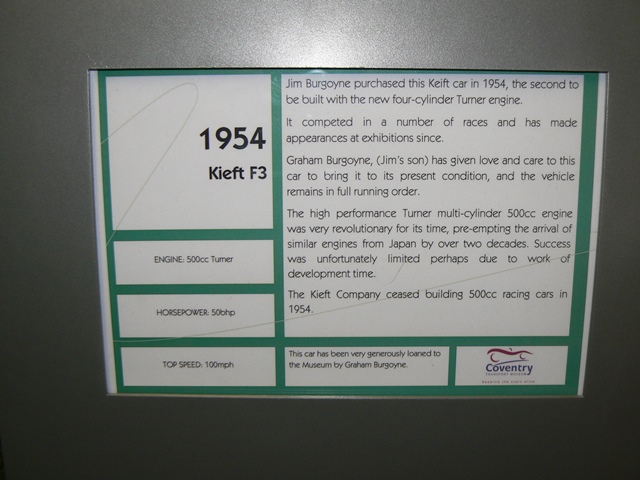 1954
Kieft F3
ENGINE: 500cc Turner
HORSEPOWER: 50bhp
TOP SPEED: 100mph
Jim Burgoyne purchased this Keift car in 1954, the second to
be built with the new four-cylinder Turner engine.
It competed in a number of races and has made
appearances at exhibitions since.
Graham Burgoyne, (Jim's son) has given love and care to this
car to bring it to its present condition, and the vehicle
remains in full running order.
The high performance Turner multi-cylinder 500cc engine
was very revolutionary for its time, pre-empting the arrival of
similar engines from Japan by over two decades. Success
was unfortunately limited perhaps due to work of
development time.
The Kieft Company ceased building 500cc racing cars in
1954.
This car has been very generously loaned to
the Museum by Graham Burgoyne.
Coventry
TRANSPORT MUSEUM